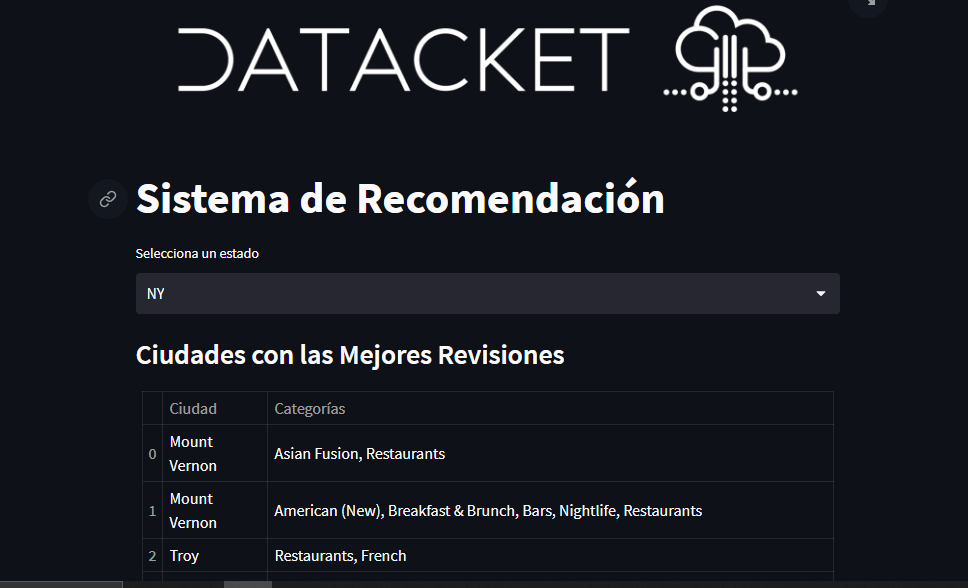 DATACKET
Sistema de Recomendación
Selecciona un estado
NY
Ciudades con las Mejores Revisiones
Ciudad Categorías
0 Mount Vernon Asian Fusion, Restaurants
1 Mount Vernon American (New), Breakfast & Brunch, Bars, Nightlife, Restaurants
2 Troy Restaurants, French